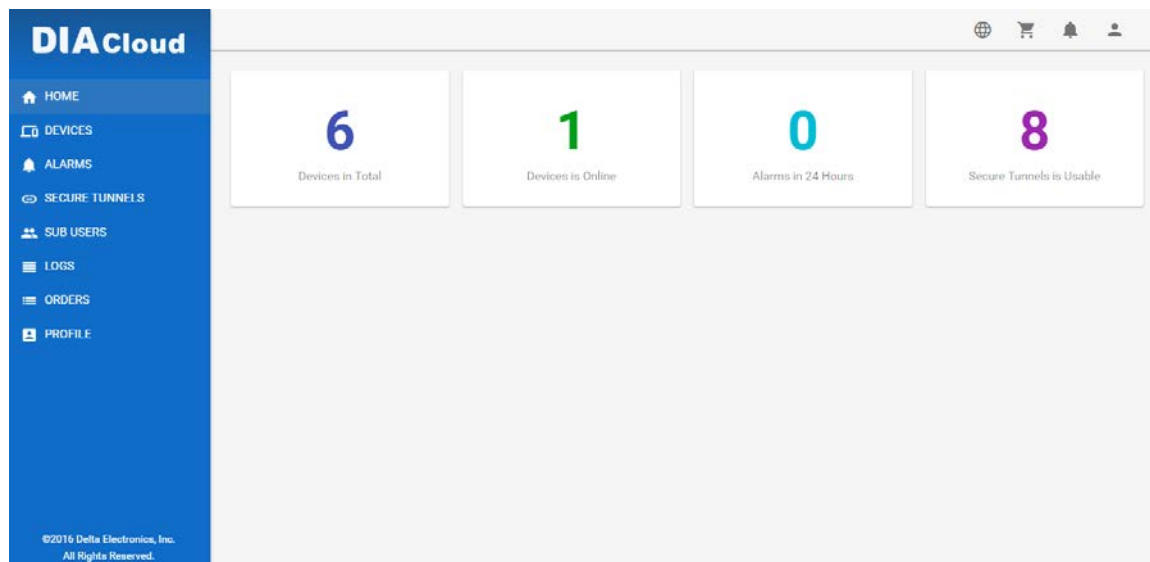 DIACloud
HOME
DEVICES
ALARMS
SECURE TUNNELS
SUB USERS
LOGS
ORDERS
PROFILE
©2016 Delta Electronics, Inc.
All Rights Reserved.
6
Devices in Total
1
Devices is Online
0
Alarms in 24 Hours
8
Secure Tunnels is Usable